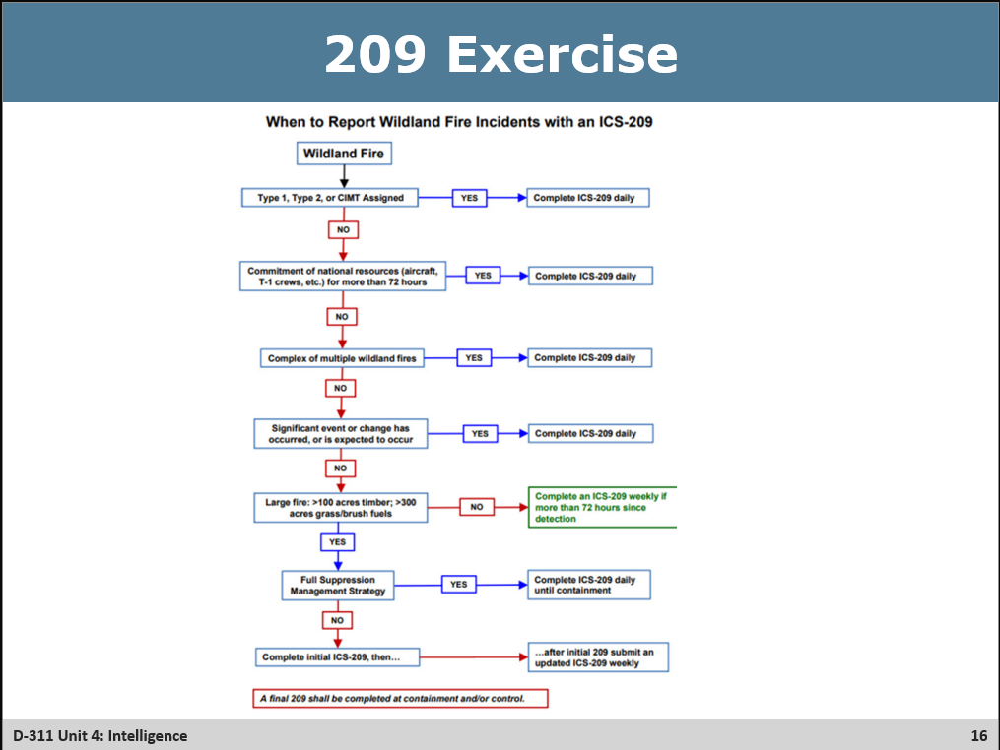 209 Exercise
When to Report Wildland Fire Incidents with an ICS-209
Wildland Fire
Type 1, Type 2, or CIMT Assigned
YES
Complete ICS-209 daily
NO
Commitment of national resources (aircraft,
T-1 crews, etc.) for more than 72 hours
YES
Complete ICS-209 daily
NO
Complex of multiple wildland fires
YES
Complete ICS-209 daily
NO
Significant event or change has
occurred, or is expected to occur
YES
Complete ICS-209 daily
NO
Large fire: >100 acres timber; >300
acres grass/brush fuels
NO
Complete an ICS-209 weekly if
more than 72 hours since
detection
YES
Full Suppression
Management Strategy
YES
Complete ICS-209 daily
until containment
NO
Complete initial ICS-209, then...
...after initial 209 submit an
updated ICS-209 weekly
A final 209 shall be completed at containment and/or control.
D-311 Unit 4: Intelligence
16